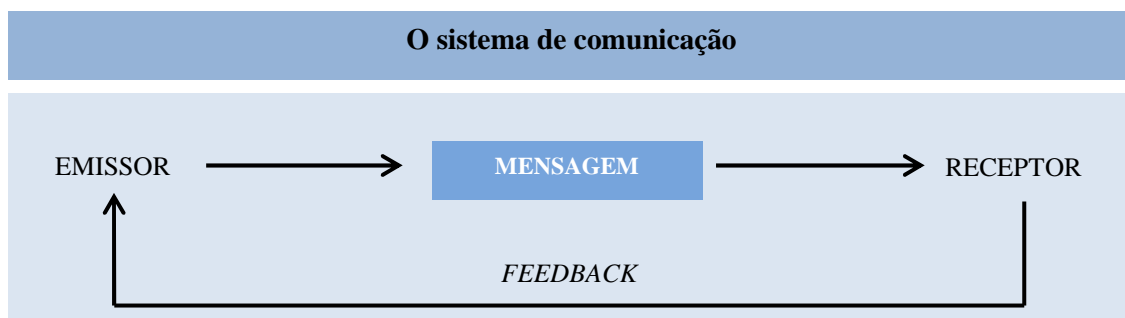 O sistema de comunicação
EMISSOR MENSAGEM RECEPTOR
FEEDBACK